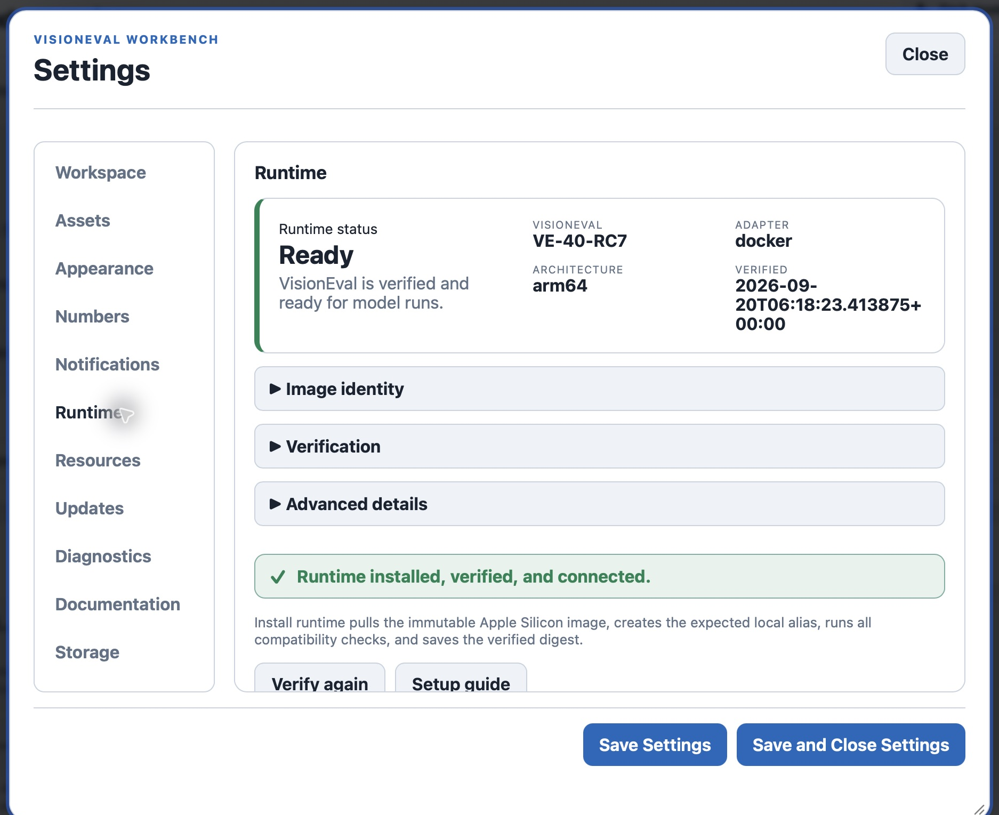 VISIONEVAL WORKBENCH
Settings
Close
Workspace
Assets
Appearance
Numbers
Notifications
Runtime
Resources
Updates
Diagnostics
Documentation
Storage
Runtime
Runtime status
Ready
VisionEval is verified and
ready for model runs.
VISIONEVAL
VE-40-RC7
ARCHITECTURE
arm64
ADAPTER
docker
VERIFIED
2026-09-
20T06:18:23.413875+
00:00
Image identity
Verification
Advanced details
Runtime installed, verified, and connected.
Install runtime pulls the immutable Apple Silicon image, creates the expected local alias, runs all
compatibility checks, and saves the verified digest.
Verify again
Setup guide
Save Settings
Save and Close Settings